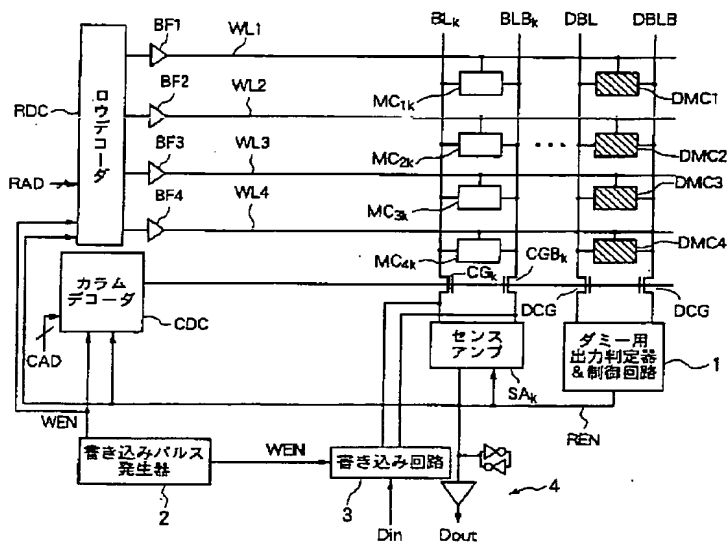 BLk BLBk DBL DBLB
BF1 WL1
BF2 WL2
BF3 WL3
BF4 WL4
RDC
RAD
ロウデコーダ
MC1k
MC2k
MC3k
MC4k
DMC1
DMC2
DMC3
DMC4
CGk CGBk
DCG DCG
カラム
デコーダ
CDC
CAD
センス
アンプ
SAk
ダミー用
出力判定器
&制御回路
1
WEN
REN
書き込みパルス
発生器
2
WEN
書き込み回路
3
4
Din Dout